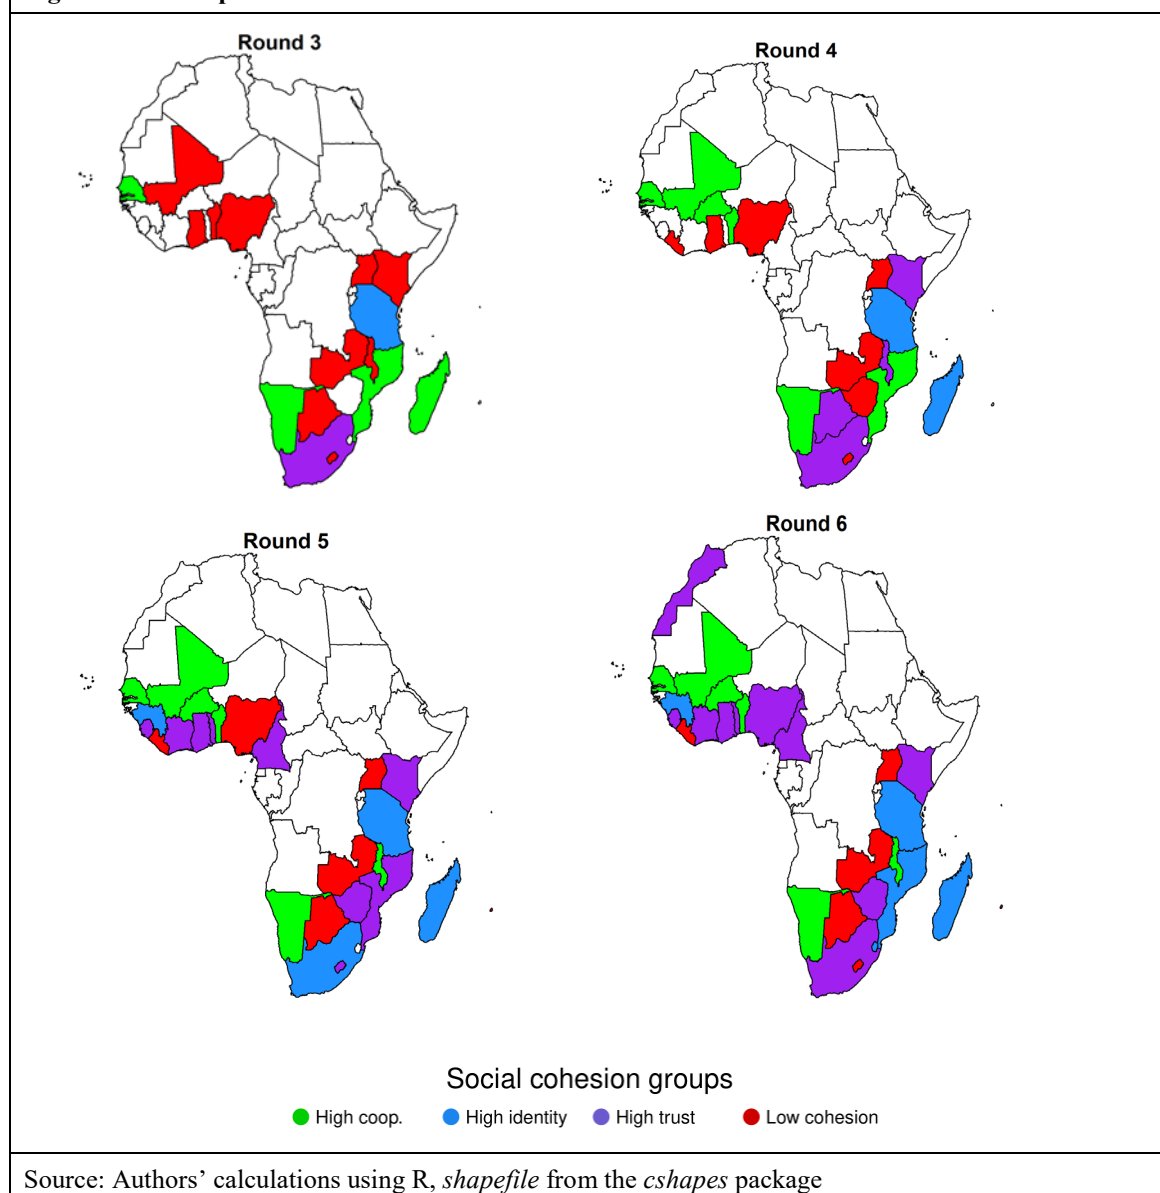 Round 3
Round 4
Round 5
Round 6
Social cohesion groups
High coop.
High identity
High trust
Low cohesion
Source: Authors’ calculations using R, shapefile from the cshapes package